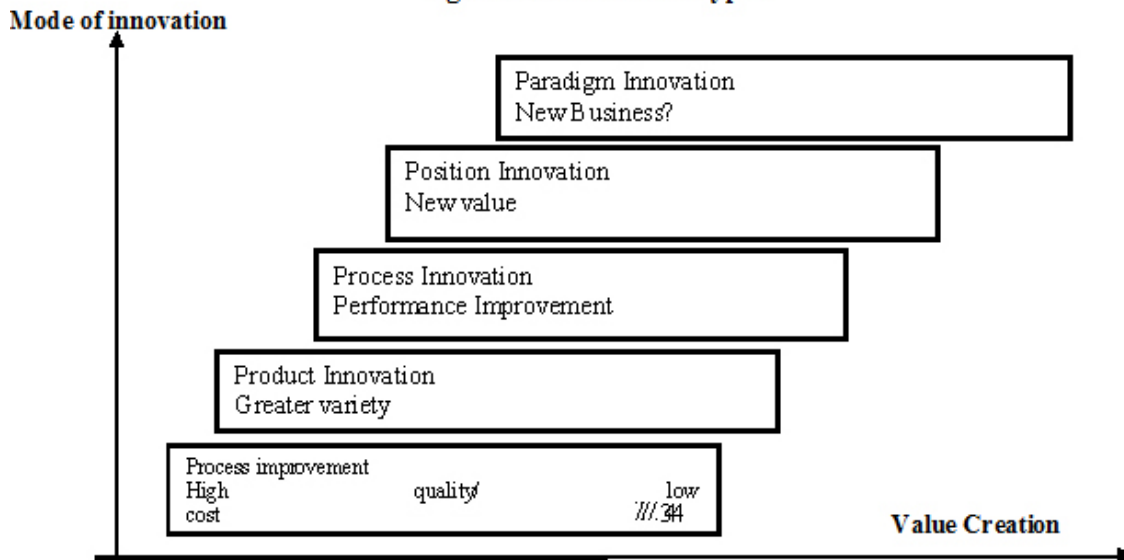 Mode of innovation
Paradigm Innovation
New Business?
Position Innovation
New value
Process Innovation
Performance Improvement
Product Innovation
Greater variety
Process improvement
High quality/ low
cost
Value Creation